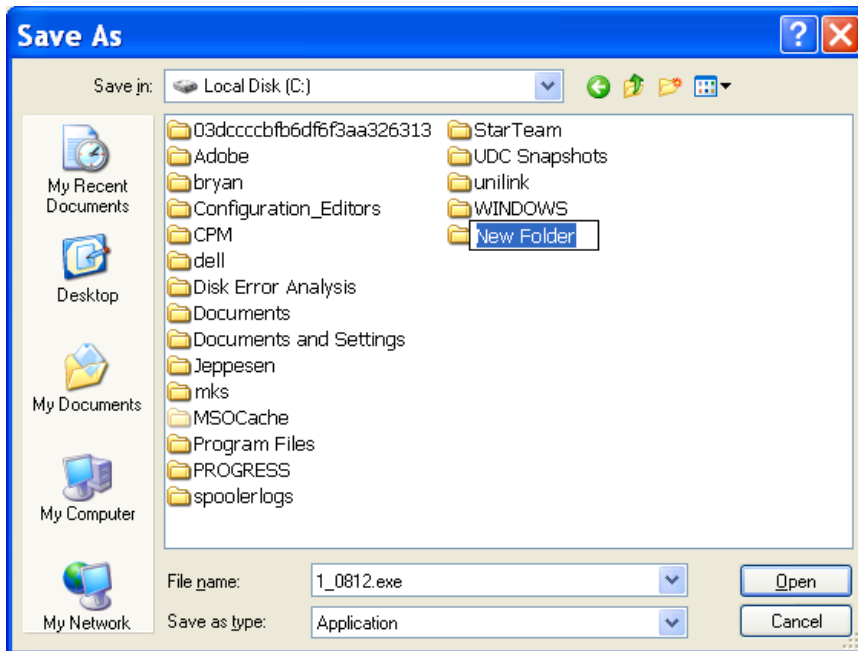 Save As
Save in: Local Disk (C:)
My Recent
Documents
Desktop
My Documents
My Computer
My Network
03dccccbfb6df6f3aa326313
Adobe
bryan
Configuration_Editors
CPM
dell
Disk Error Analysis
Documents
Documents and Settings
Jeppesen
mks
MSOCache
Program Files
PROGRESS
spoolerlogs
StarTeam
UDC Snapshots
unilink
WINDOWS
New Folder
File name: 1_0812.exe Open
Save as type: Application Cancel